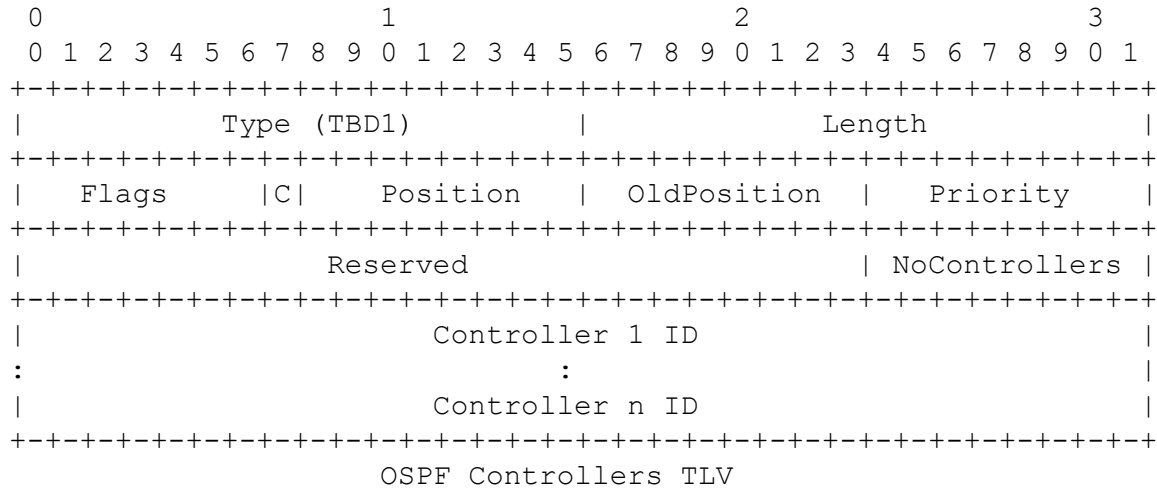 0                   1                   2                   3
 0 1 2 3 4 5 6 7 8 9 0 1 2 3 4 5 6 7 8 9 0 1 2 3 4 5 6 7 8 9 0 1
+-+-+-+-+-+-+-+-+-+-+-+-+-+-+-+-+-+-+-+-+-+-+-+-+-+-+-+-+-+-+-+-+
|           Type (TBD1)         |             Length            |
+-+-+-+-+-+-+-+-+-+-+-+-+-+-+-+-+-+-+-+-+-+-+-+-+-+-+-+-+-+-+-+-+
|   Flags     |C|    Position   |  OldPosition  |   Priority    |
+-+-+-+-+-+-+-+-+-+-+-+-+-+-+-+-+-+-+-+-+-+-+-+-+-+-+-+-+-+-+-+-+
|                 Reserved                      | NoControllers |
+-+-+-+-+-+-+-+-+-+-+-+-+-+-+-+-+-+-+-+-+-+-+-+-+-+-+-+-+-+-+-+-+
|                       Controller 1 ID                         |
:                              :                                |
|                       Controller n ID                         |
+-+-+-+-+-+-+-+-+-+-+-+-+-+-+-+-+-+-+-+-+-+-+-+-+-+-+-+-+-+-+-+-+
                    OSPF Controllers TLV